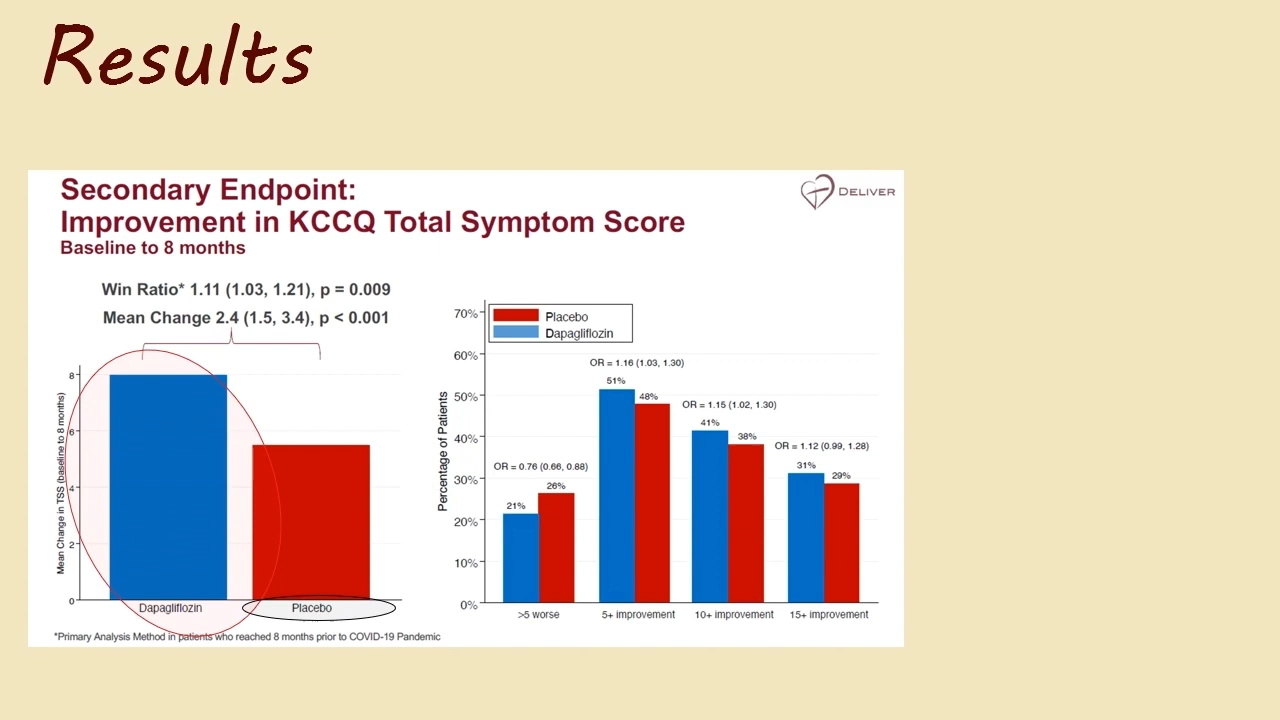 Results
Secondary Endpoint:
Improvement in KCCQ Total Symptom Score
Baseline to 8 months
DELIVER
Win Ratio* 1.11 (1.03, 1.21), p = 0.009
Mean Change 2.4 (1.5, 3.4), p < 0.001
Mean Change in TSS (baseline to 8 months)
8
6
4
2
0
Dapagliflozin
Placebo
*Primary Analysis Method in patients who reached 8 months prior to COVID-19 Pandemic
Percentage of Patients
70%
60%
50%
40%
30%
20%
10%
0%
Placebo
Dapagliflozin
OR = 0.76 (0.66, 0.88)
21%
26%
OR = 1.16 (1.03, 1.30)
51%
48%
OR = 1.15 (1.02, 1.30)
41%
38%
OR = 1.12 (0.99, 1.28)
31%
29%
>5 worse
5+ improvement
10+ improvement
15+ improvement